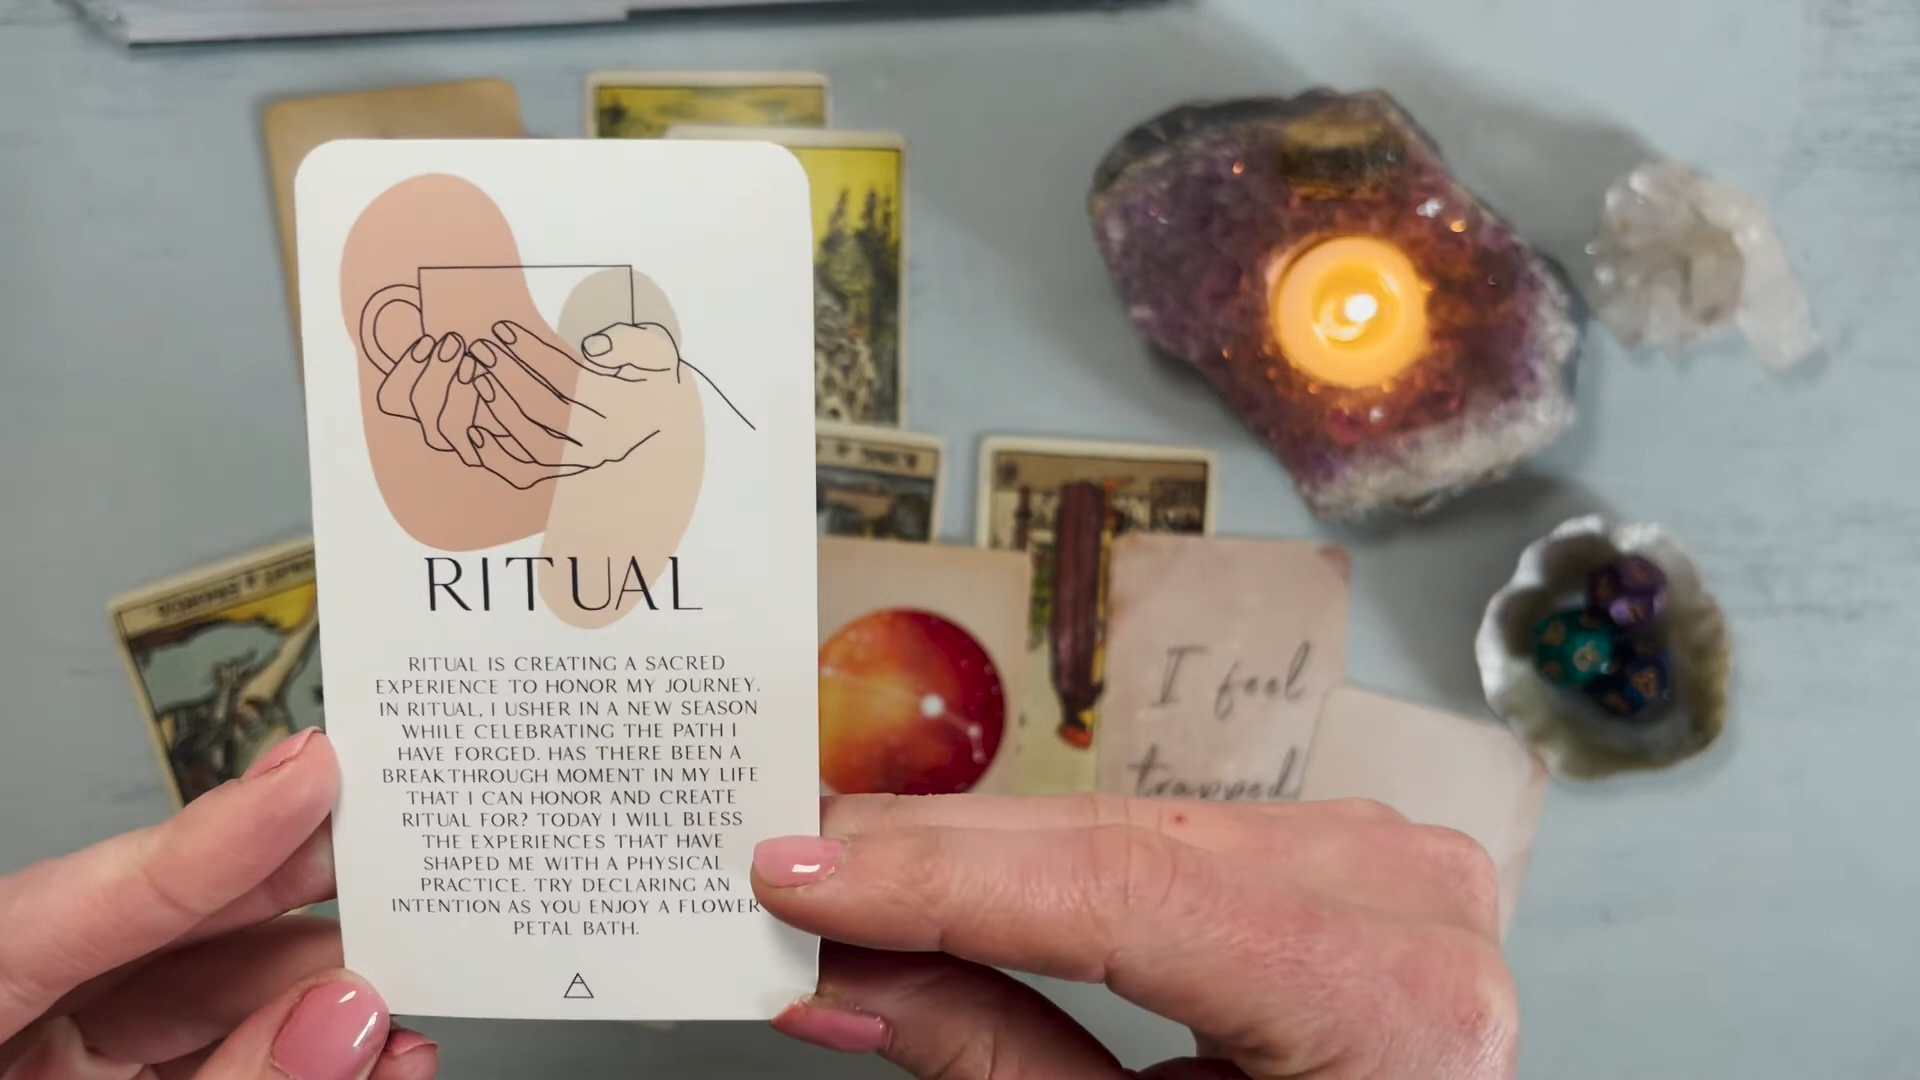 RITUAL
RITUAL IS CREATING A SACRED
EXPERIENCE TO HONOR MY JOURNEY.
IN RITUAL, I USHER IN A NEW SEASON
WHILE CELEBRATING THE PATH I
HAVE FORGED. HAS THERE BEEN A
BREAKTHROUGH MOMENT IN MY LIFE
THAT I CAN HONOR AND CREATE
RITUAL FOR? TODAY I WILL BLESS
THE EXPERIENCES THAT HAVE
SHAPED ME WITH A PHYSICAL
PRACTICE. TRY DECLARING AN
INTENTION AS YOU ENJOY A FLOWER
PETAL BATH.
I feel
trapped